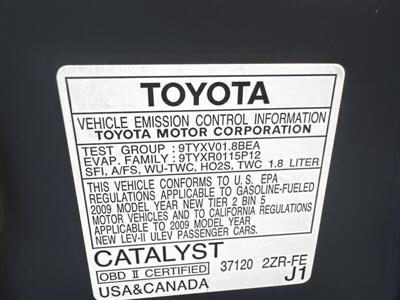 TOYOTA
VEHICLE EMISSION CONTROL INFORMATION
TOYOTA MOTOR CORPORATION
TEST GROUP : 9TYXV01.8BEA
EVAP. FAMILY : 9TYXR0115P12
SFI, A/FS, WU-TWC, HO2S, TWC 1.8 LITER
THIS VEHICLE CONFORMS TO U.S. EPA
REGULATIONS APPLICABLE TO GASOLINE-FUELED
2009 MODEL YEAR NEW TIER 2 BIN 5
MOTOR VEHICLES AND TO CALIFORNIA REGULATIONS
APPLICABLE TO 2009 MODEL YEAR
NEW LEV-II ULEV PASSENGER CARS.
CATALYST
OBD II CERTIFIED 37120 2ZR-FE
USA&CANADA J1